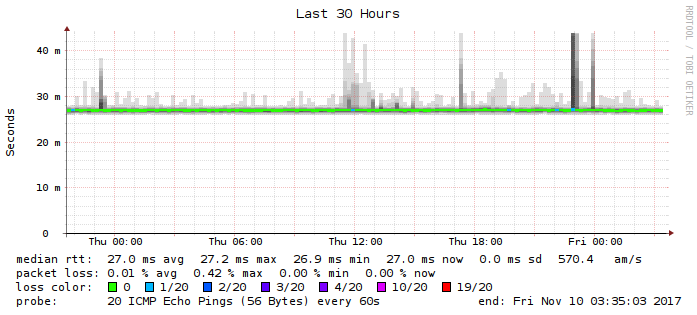 Last 30 Hours
RRDTOOL / TOBI OETIKER
Seconds
40 m
30 m
20 m
10 m
0
Thu 00:00 Thu 06:00 Thu 12:00 Thu 18:00 Fri 00:00
median rtt: 27.0 ms avg 27.2 ms max 26.9 ms min 27.0 ms now 0.0 ms sd 570.4 am/s
packet loss: 0.01 % avg 0.42 % max 0.00 % min 0.00 % now
loss color: 0 1/20 2/20 3/20 4/20 10/20 19/20
probe: 20 ICMP Echo Pings (56 Bytes) every 60s end: Fri Nov 10 03:35:03 2017